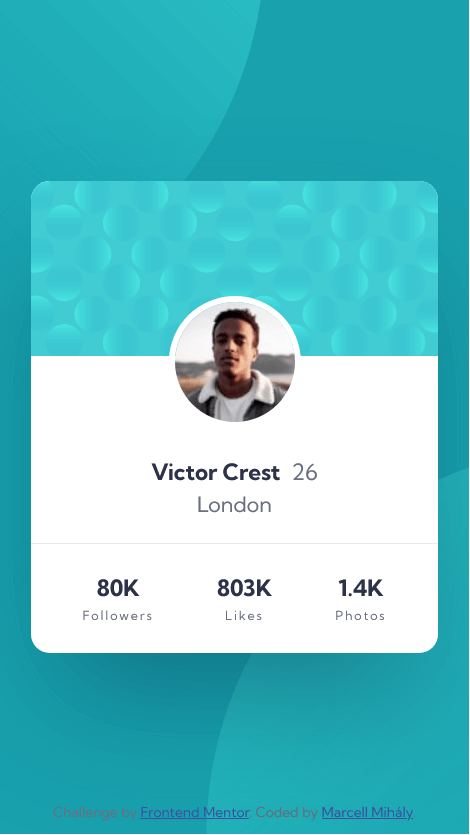 Victor Crest 26
London
80K 803K 1.4K
Followers Likes Photos
Challenge by Frontend Mentor. Coded by Marcell Mihály.